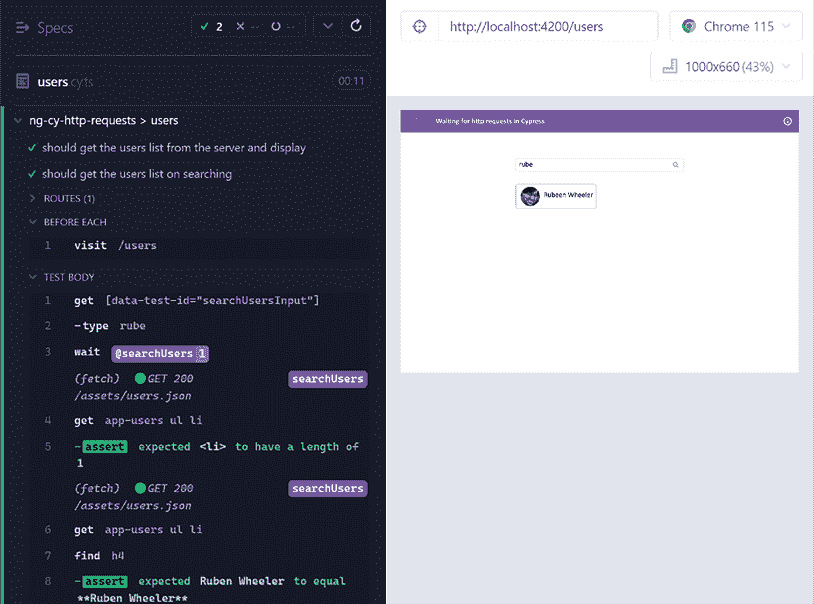 Specs
✓ 2 × -- --
users.cy.ts
00:11
ng-cy-http-requests > users
✓ should get the users list from the server and display
✓ should get the users list on searching
ROUTES (1)
BEFORE EACH
1 visit /users
TEST BODY
1 get [data-test-id="searchUsersInput"]
2 -type rube
3 wait @searchUsers 1
(fetch) GET 200 searchUsers
/assets/users.json
4 get app-users ul li
5 -assert expected <li> to have a length of
1
(fetch) GET 200 searchUsers
/assets/users.json
6 get app-users ul li
7 find h4
8 -assert expected Ruben Wheeler to equal
**Ruben Wheeler**
http://localhost:4200/users
Chrome 115
1000x660 (43%)
Waiting for http requests in Cypress
rube
Rubeen Wheeler